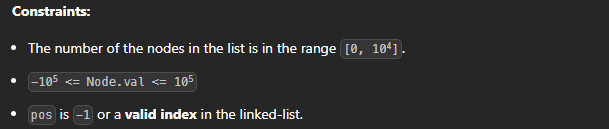 Constraints:
• The number of the nodes in the list is in the range [0, 10⁴].
• -10⁵ <= Node.val <= 10⁵
• pos is -1 or a valid index in the linked-list.